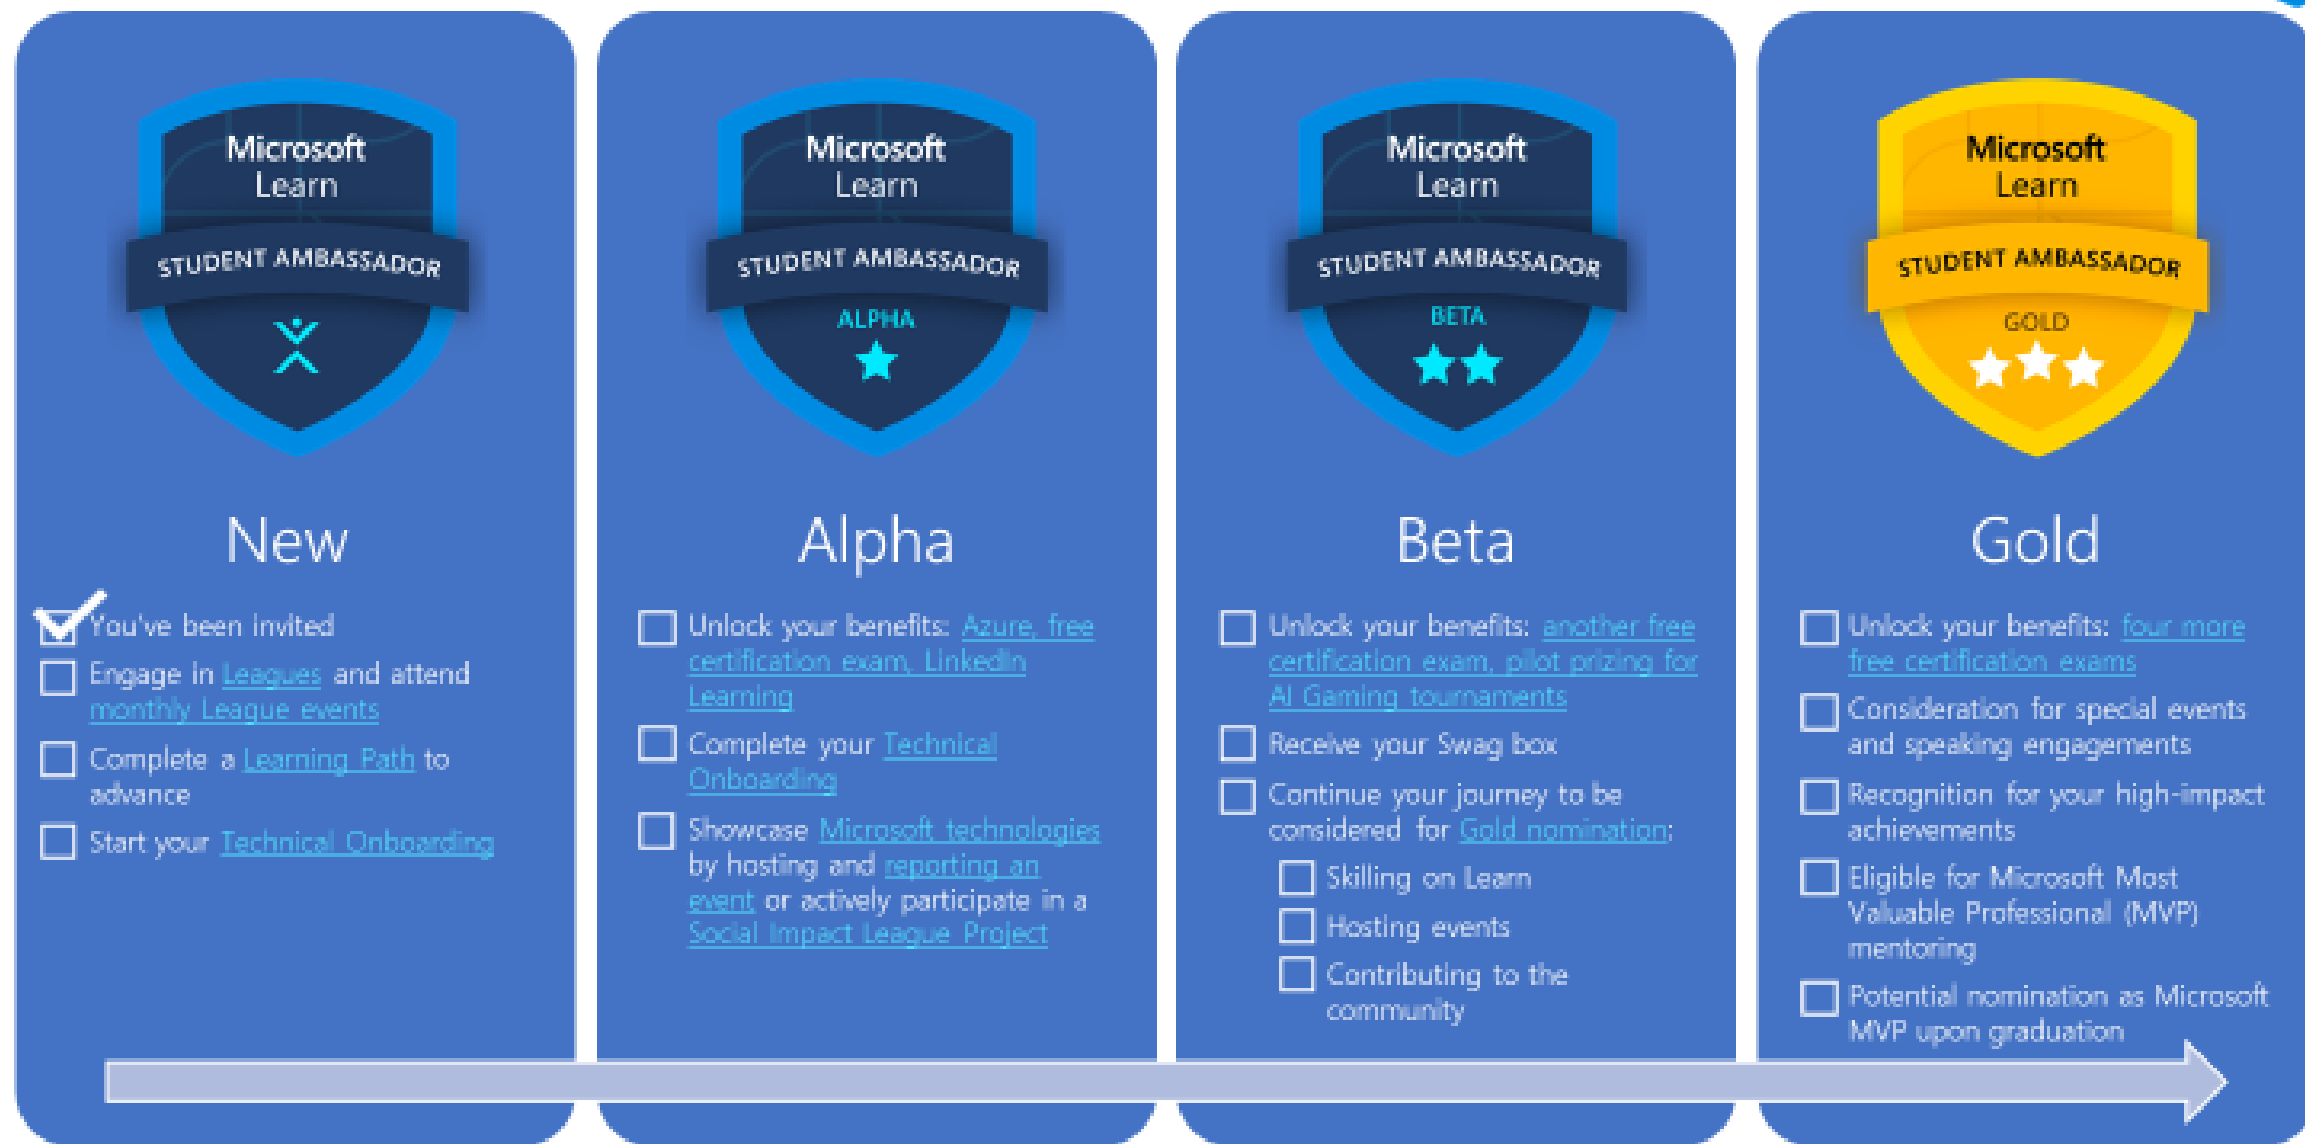 Microsoft
Learn
STUDENT AMBASSADOR
New
You've been invited
Engage in Leagues and attend
monthly League events
Complete a Learning Path to
advance
Start your Technical Onboarding
Microsoft
Learn
STUDENT AMBASSADOR
ALPHA
Alpha
Unlock your benefits: Azure, free
certification exam, LinkedIn
Learning
Complete your Technical
Onboarding
Showcase Microsoft technologies
by hosting and reporting an
event or actively participate in a
Social Impact League Project
Microsoft
Learn
STUDENT AMBASSADOR
BETA
Beta
Unlock your benefits: another free
certification exam, pilot prizing for
AI Gaming tournaments
Receive your Swag box
Continue your journey to be
considered for Gold nomination:
Skilling on Learn
Hosting events
Contributing to the
community
Microsoft
Learn
STUDENT AMBASSADOR
GOLD
Gold
Unlock your benefits: four more
free certification exams
Consideration for special events
and speaking engagements
Recognition for your high-impact
achievements
Eligible for Microsoft Most
Valuable Professional (MVP)
mentoring
Potential nomination as Microsoft
MVP upon graduation